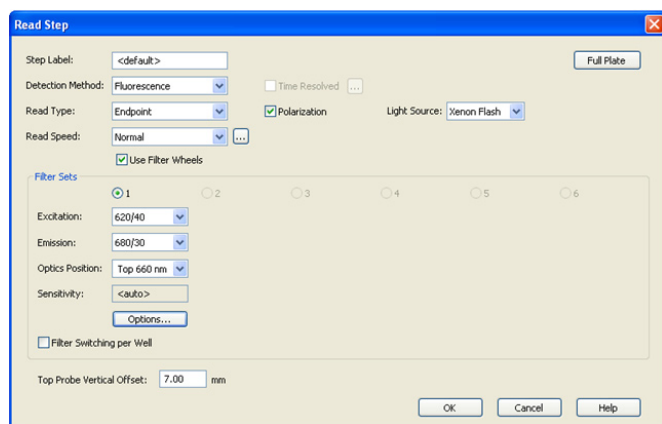 Read Step
Step Label: <default> Full Plate
Detection Method: Fluorescence Time Resolved ...
Read Type: Endpoint Polarization Light Source: Xenon Flash
Read Speed: Normal ...
Use Filter Wheels
Filter Sets
1 2 3 4 5 6
Excitation: 620/40
Emission: 680/30
Optics Position: Top 660 nm
Sensitivity: <auto>
Options...
Filter Switching per Well
Top Probe Vertical Offset: 7.00 mm
OK Cancel Help